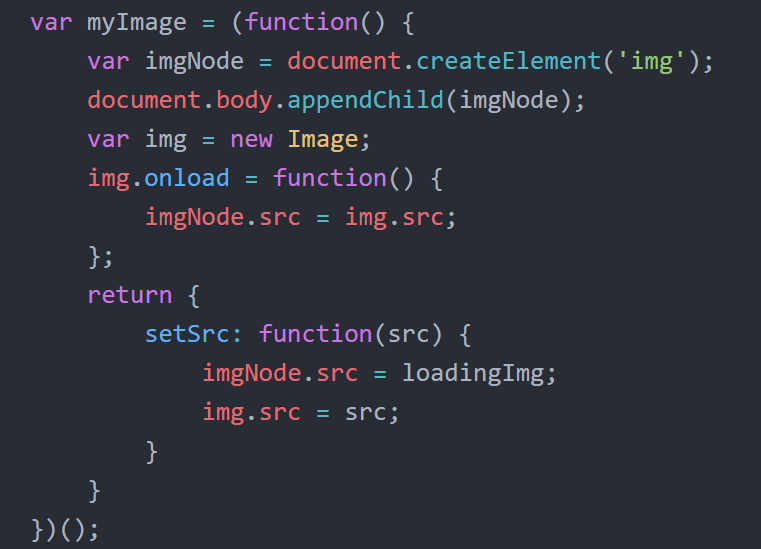 var myImage = (function() {
    var imgNode = document.createElement('img');
    document.body.appendChild(imgNode);
    var img = new Image;
    img.onload = function() {
        imgNode.src = img.src;
    };
    return {
        setSrc: function(src) {
            imgNode.src = loadingImg;
            img.src = src;
        }
    }
})();